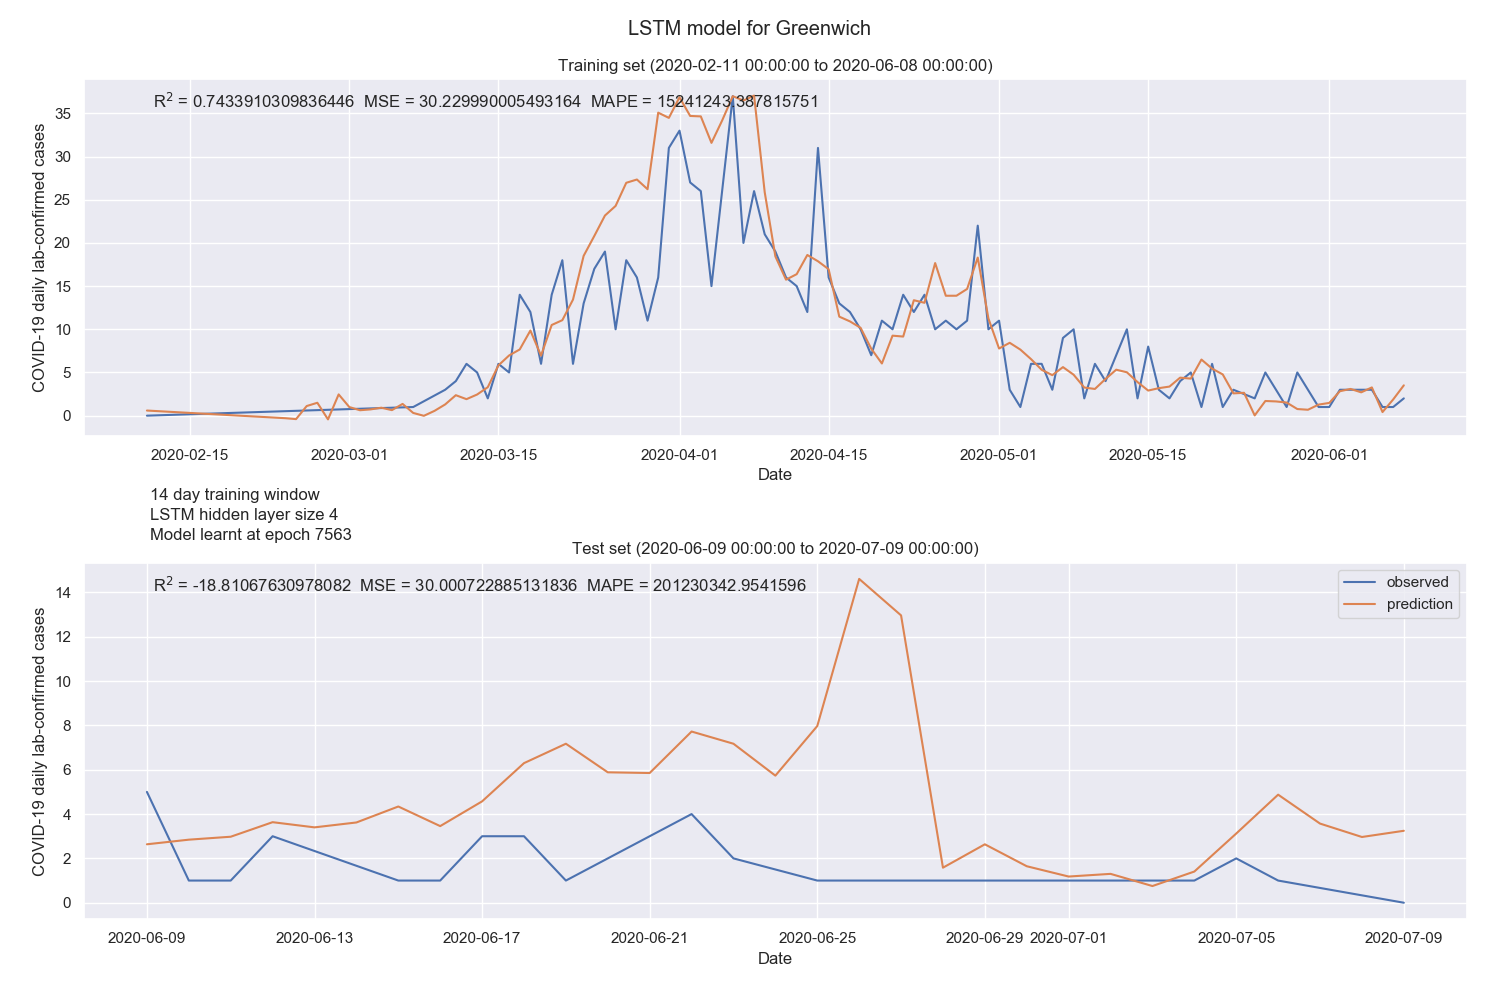 LSTM model for Greenwich
Training set (2020-02-11 00:00:00 to 2020-06-08 00:00:00)
R² = 0.7433910309836446 MSE = 30.229990005493164 MAPE =
COVID-19 daily lab-confirmed cases
35
30
25
20
15
10
5
0
2020-02-15 2020-03-01 2020-03-15 2020-04-01 2020-04-15 2020-05-01 2020-05-15 2020-06-01
Date
14 day training window
LSTM hidden layer size 4
Model learnt at epoch 7563
Test set (2020-06-09 00:00:00 to 2020-07-09 00:00:00)
R² = -18.81067630978082 MSE = 30.000722885131836 MAPE = 201230342.9541596
observed
prediction
COVID-19 daily lab-confirmed cases
14
12
10
8
6
4
2
0
2020-06-09 2020-06-13 2020-06-17 2020-06-21 2020-06-25 2020-06-29 2020-07-01 2020-07-05 2020-07-09
Date